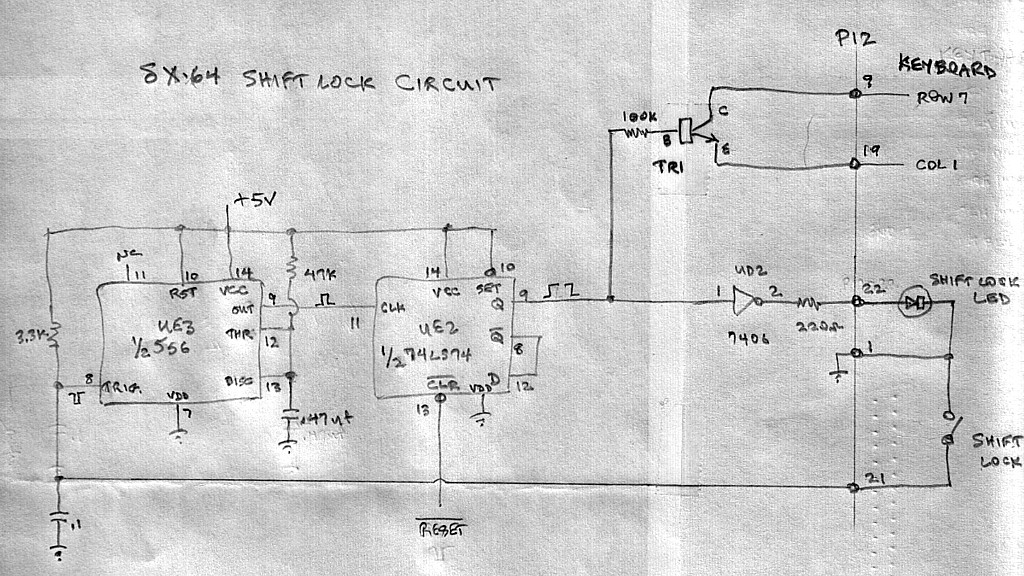 P12
SX-64 SHIFT LOCK CIRCUIT
KEYBOARD
9
ROW 7
100K
C
B
E
TR1
19
COL 1
+5V
NC
11
10
14
RST
VCC
9
OUT
47K
14
10
VCC
SET
CLK
11
Q
9
3.3K
UE3
1/2 556
THR
12
UE2
1/2 74LS74
Q
8
8
TRIG
DISC
13
CLR
VDD
D
12
VDD
7
.47uf
13
UD2
1
2
7406
220Ω
22
SHIFT LOCK
LED
1
SHIFT
LOCK
21
.1
RESET